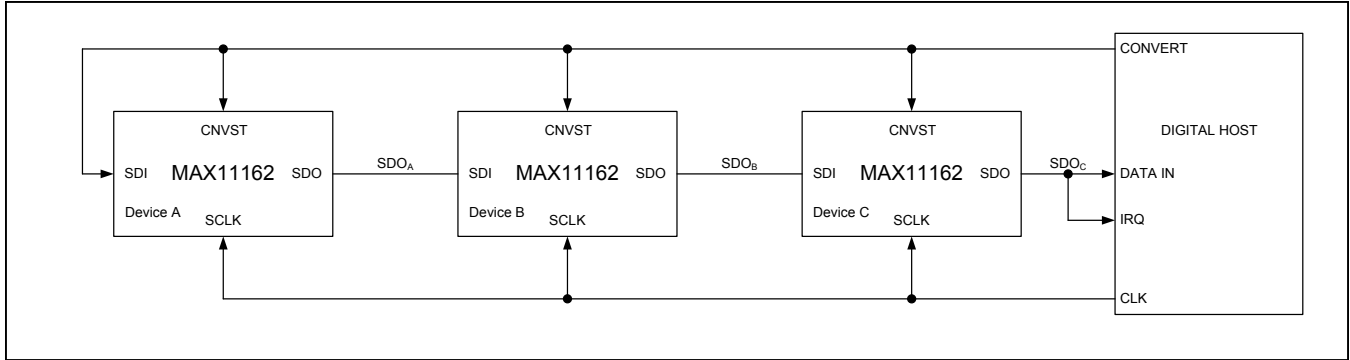 CONVERT
CNVST
CNVST
CNVST
DIGITAL HOST
SDI MAX11162 SDO
SDOA
SDI MAX11162 SDO
SDOB
SDI MAX11162 SDO
SDOC
DATA IN
Device A
SCLK
Device B
SCLK
Device C
SCLK
IRQ
CLK